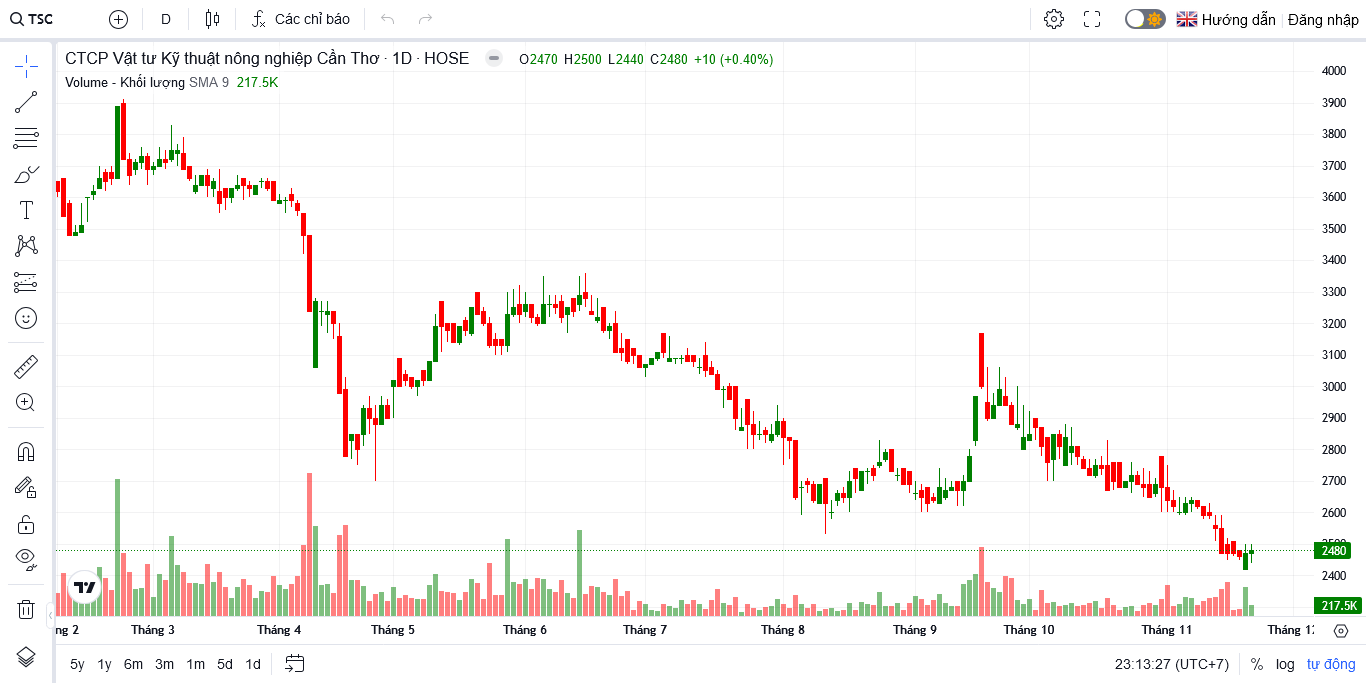 TSC D Các chỉ báo Hướng dẫn Đăng nhập
CTCP Vật tư Kỹ thuật nông nghiệp Cần Thơ · 1D · HOSE O2470 H2500 L2440 C2480 +10 (+0.40%)
Volume - Khối lượng SMA 9 217.5K
4000
3900
3800
3700
3600
3500
3400
3300
3200
3100
3000
2900
2800
2700
2600
2480
2400
217.5K
ng 2 Tháng 3 Tháng 4 Tháng 5 Tháng 6 Tháng 7 Tháng 8 Tháng 9 Tháng 10 Tháng 11 Tháng 1
5y 1y 6m 3m 1m 5d 1d 23:13:27 (UTC+7) % log tự động